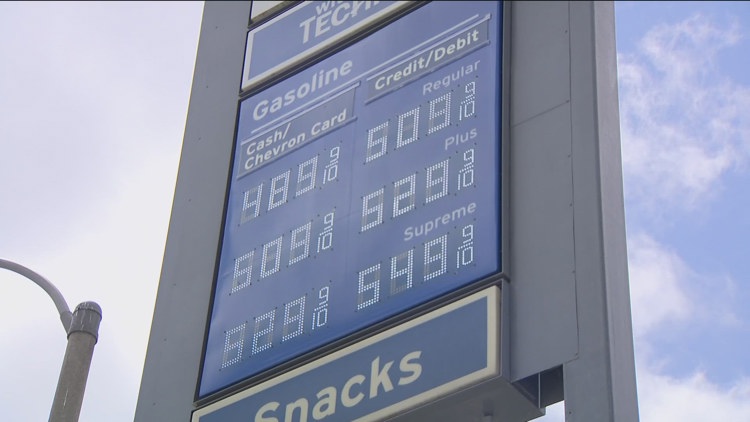 TECH
Gasoline
Cash/
Chevron Card
Credit/Debit
Regular
489 9/10 509 9/10
Plus
509 9/10 529 9/10
Supreme
529 9/10 549 9/10
Snacks